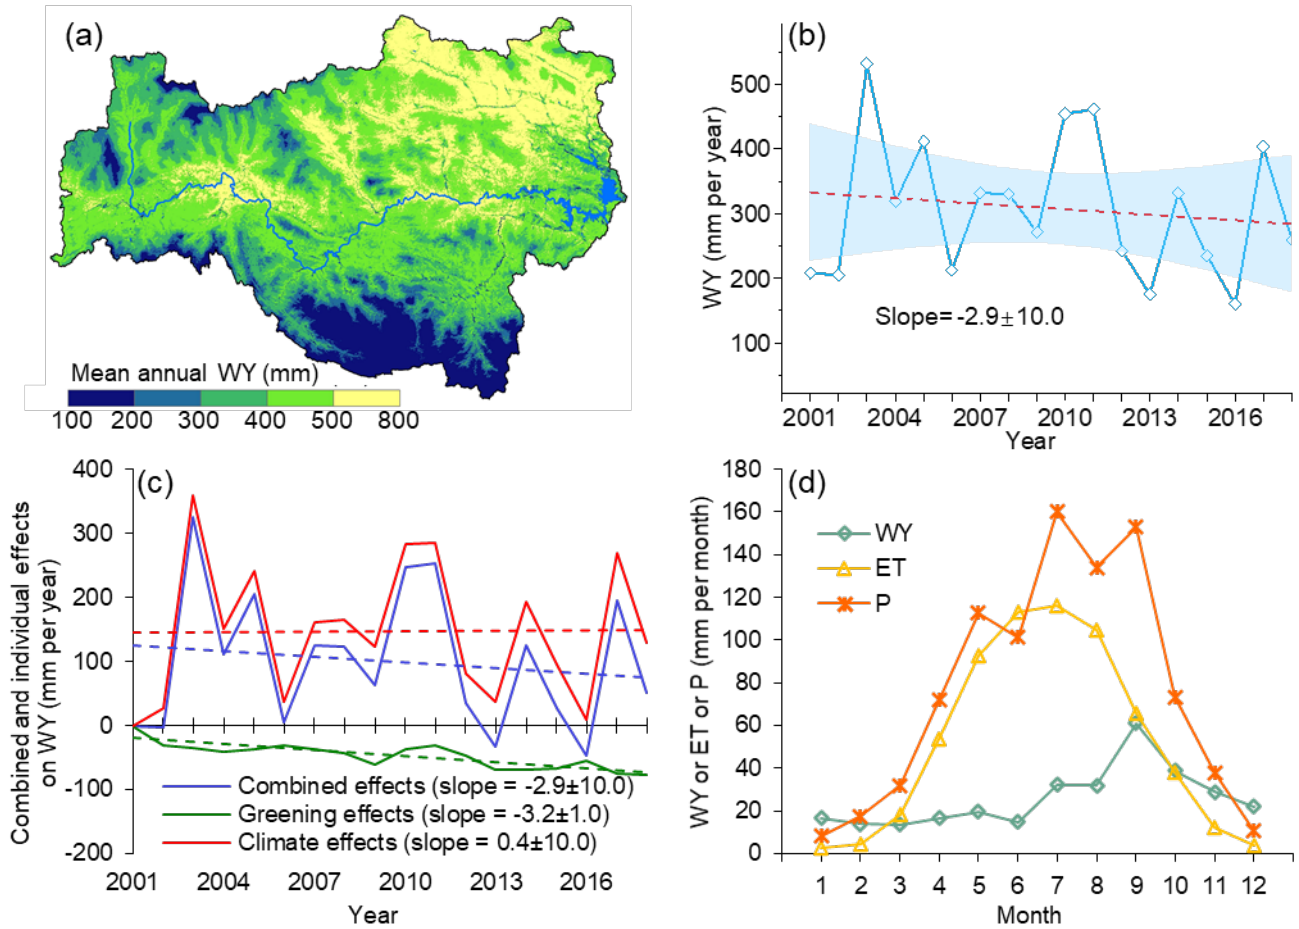 (a)
Mean annual WY (mm)
100 200 300 400 500 800
(b)
WY (mm per year)
500
400
300
200
100
Slope= -2.9±10.0
2001 2004 2007 2010 2013 2016
Year
(c)
Combined and individual effects
on WY (mm per year)
400
300
200
100
0
-100
-200
Combined effects (slope = -2.9±10.0)
Greening effects (slope = -3.2±1.0)
Climate effects (slope = 0.4±10.0)
2001 2004 2007 2010 2013 2016
Year
(d)
WY or ET or P (mm per month)
180
160
140
120
100
80
60
40
20
0
WY
ET
P
1 2 3 4 5 6 7 8 9 10 11 12
Month